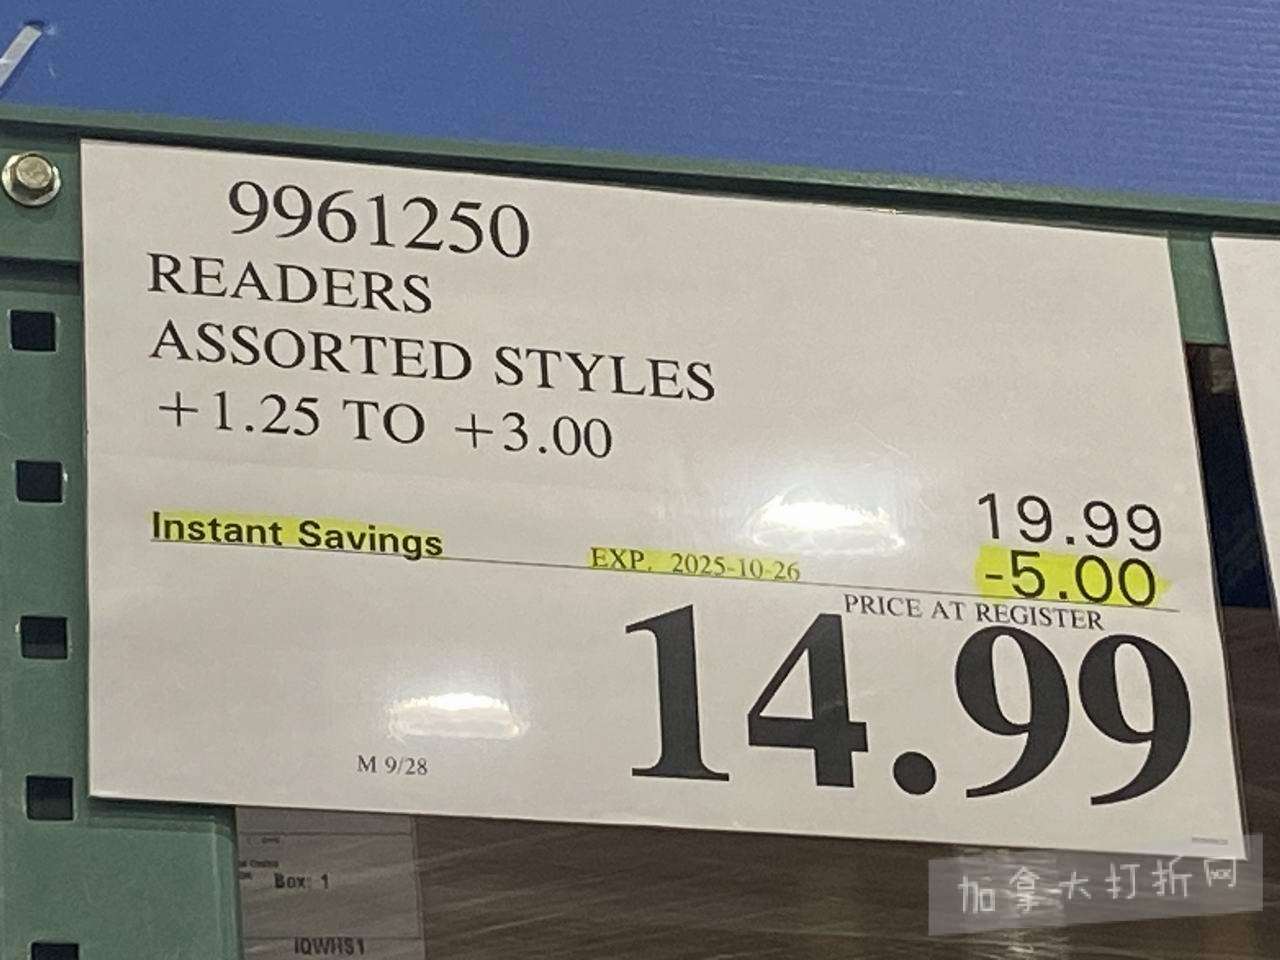 9961250
READERS
ASSORTED STYLES
+1.25 TO +3.00
19.99
Instant Savings EXP. 2025-10-26 -5.00
PRICE AT REGISTER
14.99
M 9/28
Box: 1
IQWHS1
加拿大打折网